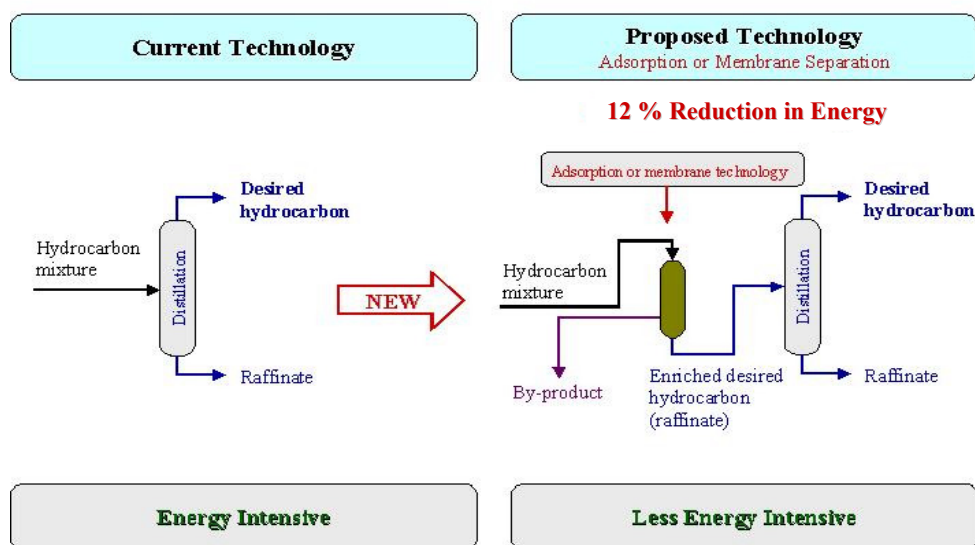 Current Technology
Proposed Technology
Adsorption or Membrane Separation
12 % Reduction in Energy
Desired
hydrocarbon
Hydrocarbon
mixture
Distillation
Raffinate
NEW
Adsorption or membrane technology
Hydrocarbon
mixture
By-product
Enriched desired
hydrocarbon
(raffinate)
Desired
hydrocarbon
Distillation
Raffinate
Energy Intensive
Less Energy Intensive